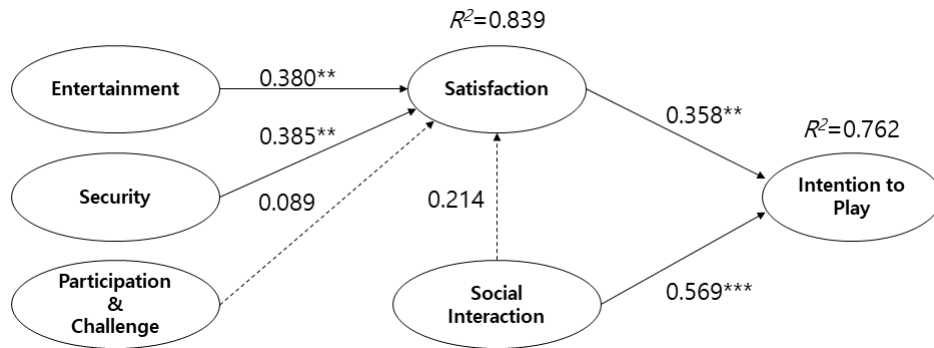 R²=0.839
Entertainment
0.380**
Satisfaction
0.385**
0.358**
R²=0.762
Security
0.089
0.214
Intention to
Play
Participation
&
Challenge
Social
Interaction
0.569***